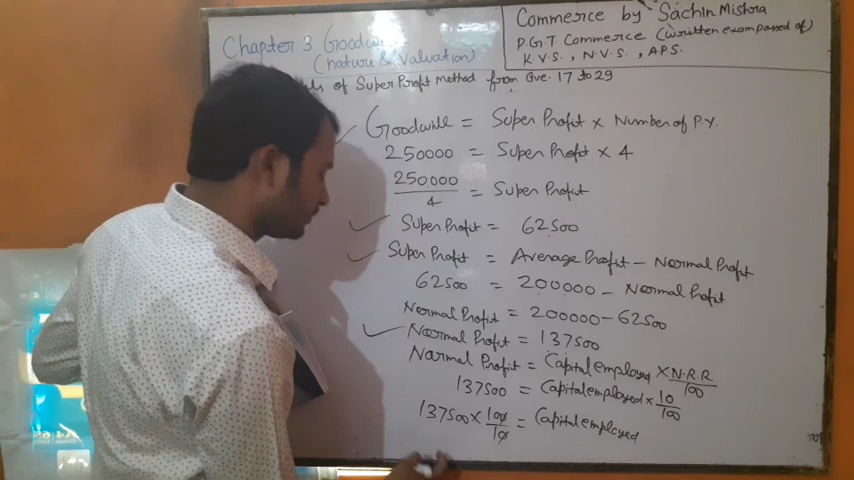 Commerce by Sachin Mishra
P.G.T. Commerce (written exam passed of)
K.V.S., N.V.S., A.P.S.
Chapter 3
(Nature & Valuation)
of Super Profit Method from Que. 17 to 29
Goodwill = Super Profit × Number of P.Y.
250000 = Super Profit × 4
250000/4 = Super Profit
Super Profit = 62500
Super Profit = Average Profit - Normal Profit
62500 = 200000 - Normal Profit
Normal Profit = 200000 - 62500
Normal Profit = 137500
Normal Profit = Capital employed × N.R.R/100
137500 = Capital employed × 10/100
137500 × 100/10 = Capital employed